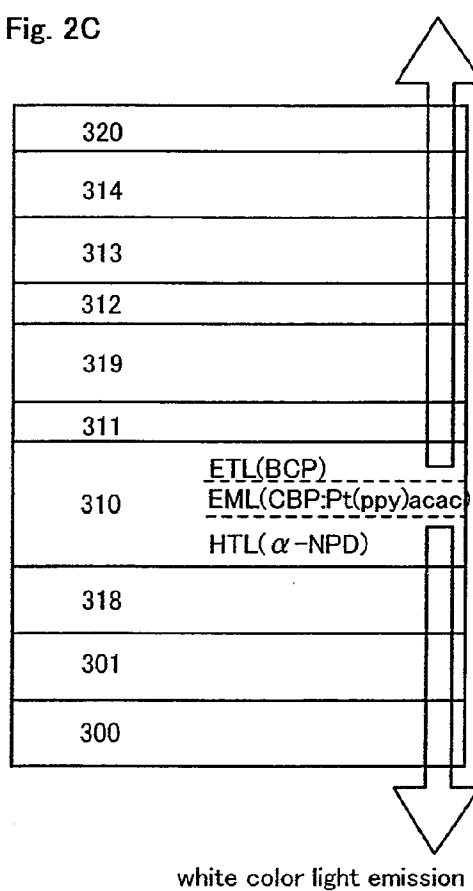 Fig. 2C
320
314
313
312
319
311
310
ETL(BCP)
EML(CBP:Pt(ppy)acac)
HTL(α-NPD)
318
301
300
white color light emission